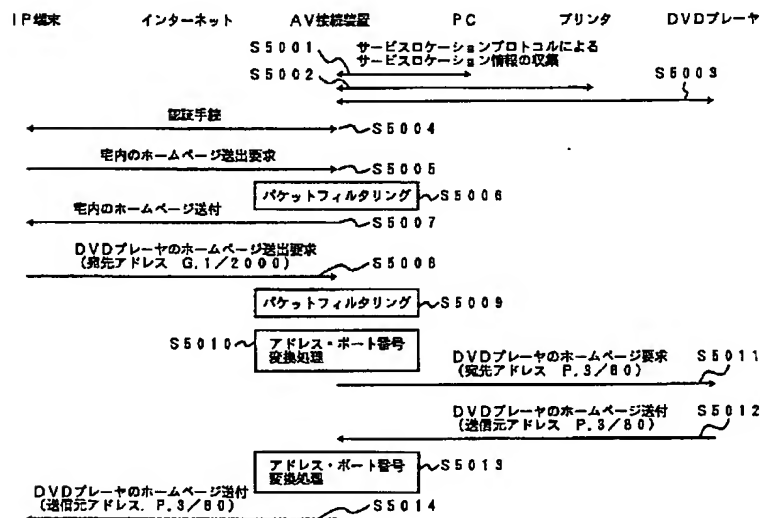 IP端末 インターネット AV接続装置 PC プリンタ DVDプレーヤ
S5001 サービスロケーションプロトコルによる
サービスロケーション情報の収集
S5002
S5003
認証手続
S5004
宅内のホームページ送出要求
S5005
パケットフィルタリング S5006
宅内のホームページ送付
S5007
DVDプレーヤのホームページ送出要求
(宛先アドレス G.1/2000)
S5008
パケットフィルタリング S5009
S5010 アドレス・ポート番号
変換処理
DVDプレーヤのホームページ要求 S5011
(宛先アドレス P.3/80)
DVDプレーヤのホームページ送付 S5012
(送信元アドレス P.3/80)
アドレス・ポート番号 S5013
変換処理
DVDプレーヤのホームページ送付
(送信元アドレス. P.3/80) S5014